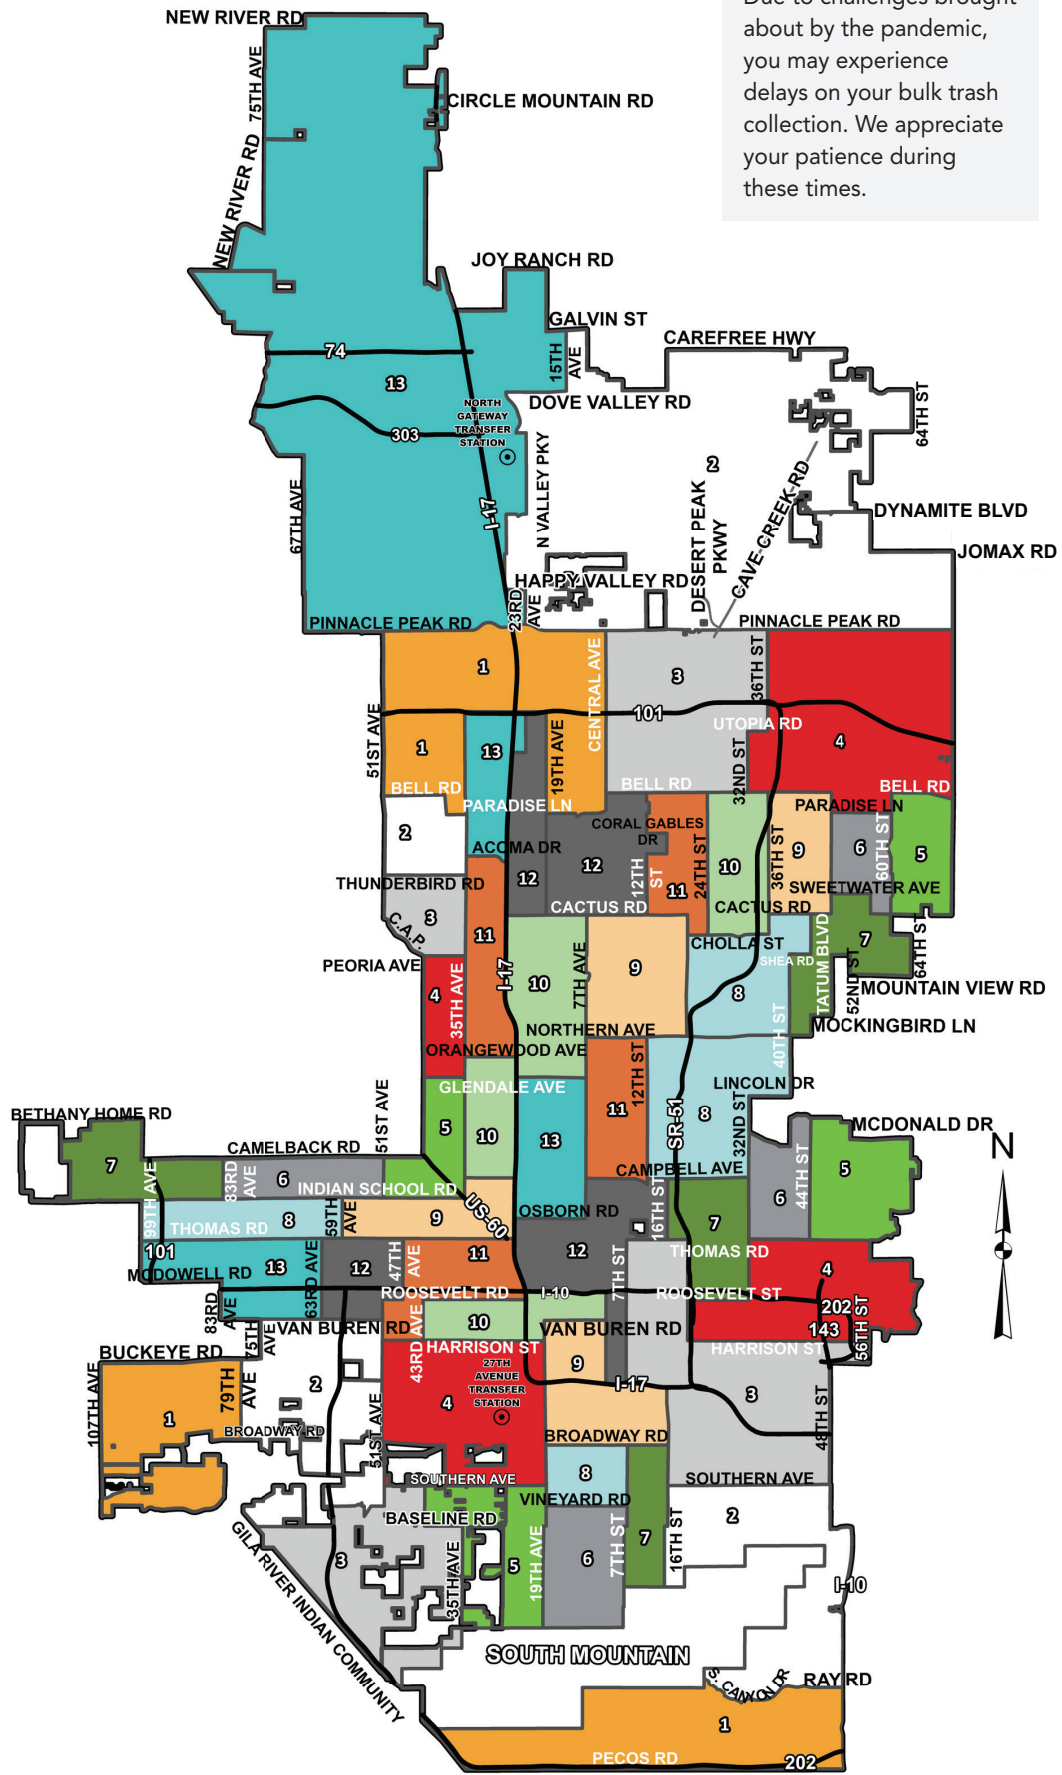 Due to challenges brought
about by the pandemic,
you may experience
delays on your bulk trash
collection. We appreciate
your patience during
these times.
NEW RIVER RD
75TH AVE
CIRCLE MOUNTAIN RD
NEW RIVER RD
JOY RANCH RD
GALVIN ST
15TH
AVE
CAREFREE HWY
74
13
DOVE VALLEY RD
64TH ST
NORTH
GATEWAY
TRANSFER
STATION
303
N VALLEY PKY
2
67TH AVE
I-17
DESERT PEAK
PKWY
CAVE CREEK RD
DYNAMITE BLVD
JOMAX RD
HAPPY VALLEY RD
23RD
AVE
PINNACLE PEAK RD
PINNACLE PEAK RD
1
CENTRAL AVE
3
36TH ST
101
UTOPIA RD
51ST AVE
1
13
19TH AVE
32ND ST
4
BELL RD
BELL RD
BELL RD
PARADISE LN
PARADISE LN
2
CORAL GABLES
DR
ACOMA DR
12
12
12TH
ST
11
24TH ST
10
36TH ST
9
6
60TH ST
5
THUNDERBIRD RD
SWEETWATER AVE
CACTUS RD
CACTUS RD
3
C.A.P.
11
CHOLLA ST
TATUM BLVD
7
64TH ST
PEORIA AVE
SHEA RD
52ND ST
4
35TH AVE
I-17
10
7TH AVE
9
8
MOUNTAIN VIEW RD
NORTHERN AVE
40TH ST
MOCKINGBIRD LN
ORANGEWOOD AVE
12TH ST
GLENDALE AVE
LINCOLN DR
BETHANY HOME RD
51ST AVE
5
10
13
11
SR-51
8
32ND ST
MCDONALD DR
N
CAMELBACK RD
7
99TH AVE
83RD
AVE
6
INDIAN SCHOOL RD
CAMPBELL AVE
44TH ST
6
5
THOMAS RD
8
59TH
AVE
9
US-60
OSBORN RD
16TH ST
7
101
MCDOWELL RD
13
63RD AVE
12
47TH
AVE
11
12
7TH ST
THOMAS RD
4
83RD
AVE
ROOSEVELT RD
I-10
ROOSEVELT ST
202
56TH ST
75TH
AVE
VAN BUREN RD
43RD AVE
10
VAN BUREN RD
143
HARRISON ST
HARRISON ST
BUCKEYE RD
107TH AVE
79TH
AVE
2
27TH
AVENUE
TRANSFER
STATION
9
I-17
3
48TH ST
1
BROADWAY RD
51ST AVE
4
BROADWAY RD
SOUTHERN AVE
8
SOUTHERN AVE
VINEYARD RD
BASELINE RD
2
GILA RIVER INDIAN COMMUNITY
3
35TH AVE
5
19TH AVE
6
7TH ST
7
16TH ST
I-10
SOUTH MOUNTAIN
S. CANYON DR
RAY RD
1
PECOS RD
202